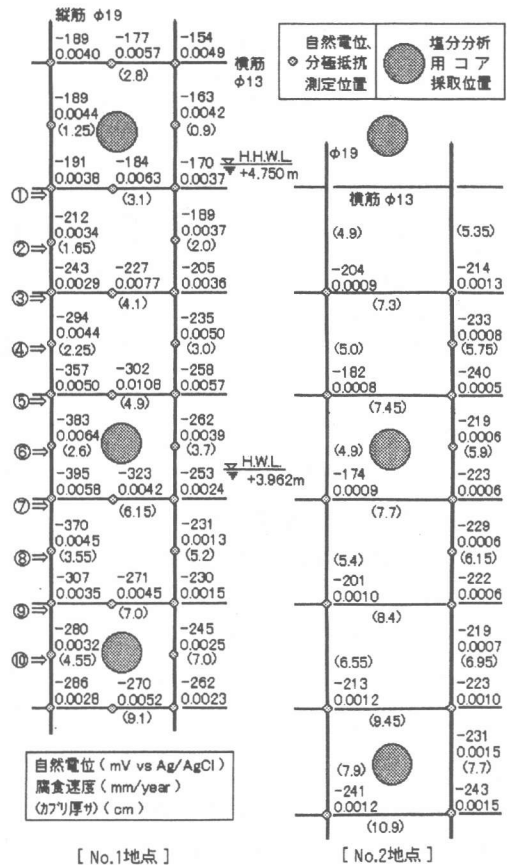 縦筋 φ19
-189 -177 -154
0.0040 0.0057 0.0049
(2.8)
横筋
φ13
自然電位、
分極抵抗
測定位置
塩分分析
用 コ ア
採取位置
-189 -163
0.0044 0.0042
(1.25) (0.9)
φ19
-191 -184 -170
0.0038 0.0063 0.0037
(3.1)
①⇒
H.H.W.L.
+4.750 m
横筋 φ13
-212 -189
0.0034 0.0037
②⇒ (1.65) (2.0)
(4.9) (5.35)
-243 -227 -205
0.0029 0.0077 0.0036
③⇒ (4.1)
-204 -214
0.0009 0.0013
(7.3)
-294 -235
0.0044 0.0050
④⇒ (2.25) (3.0)
-233
0.0008
(5.0) (5.75)
-357 -302 -258
0.0050 0.0108 0.0057
⑤⇒ (4.9)
-182 -240
0.0008 0.0005
(7.45)
-383 -262
0.0064 0.0039
⑥⇒ (2.6) (3.7)
-219
0.0006
(4.9) (5.9)
H.W.L.
+3.962m
-395 -323 -253
0.0058 0.0042 0.0024
⑦⇒ (6.15)
-174 -223
0.0009 0.0006
(7.7)
-370 -231
0.0045 0.0013
⑧⇒ (3.55) (5.2)
-229
0.0006
(5.4) (6.15)
-307 -271 -230
0.0035 0.0045 0.0015
⑨⇒ (7.0)
-201 -222
0.0010 0.0006
(8.4)
-280 -245
0.0032 0.0025
⑩⇒ (4.55) (7.0)
-219
0.0007
(6.55) (6.95)
-286 -270 -262
0.0028 0.0052 0.0023
(9.1)
-213 -223
0.0012 0.0010
(9.45)
-231
0.0015
(7.9) (7.7)
-241 -243
0.0012 0.0015
(10.9)
自然電位 ( mV vs Ag/AgCl )
腐食速度 ( mm/year )
(カブリ厚サ) ( cm )
[ No.1地点 ]
[ No.2地点 ]